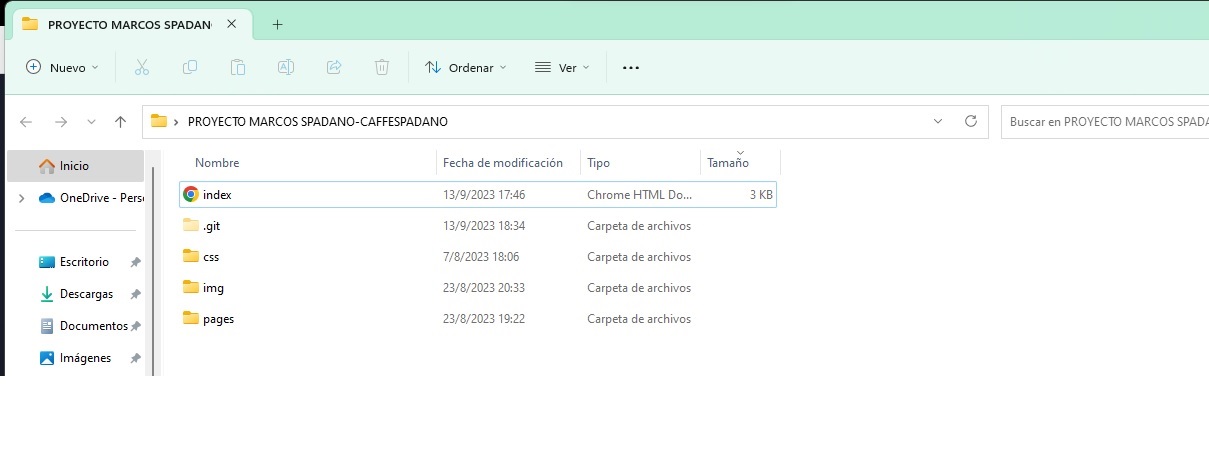 PROYECTO MARCOS SPADAN
Nuevo
Ordenar
Ver
PROYECTO MARCOS SPADANO-CAFFESPADANO
Buscar en PROYECTO MARCOS SPADA
Inicio
OneDrive - Perso
Escritorio
Descargas
Documentos
Imágenes
Nombre Fecha de modificación Tipo Tamaño
index 13/9/2023 17:46 Chrome HTML Do... 3 KB
.git 13/9/2023 18:34 Carpeta de archivos
css 7/8/2023 18:06 Carpeta de archivos
img 23/8/2023 20:33 Carpeta de archivos
pages 23/8/2023 19:22 Carpeta de archivos